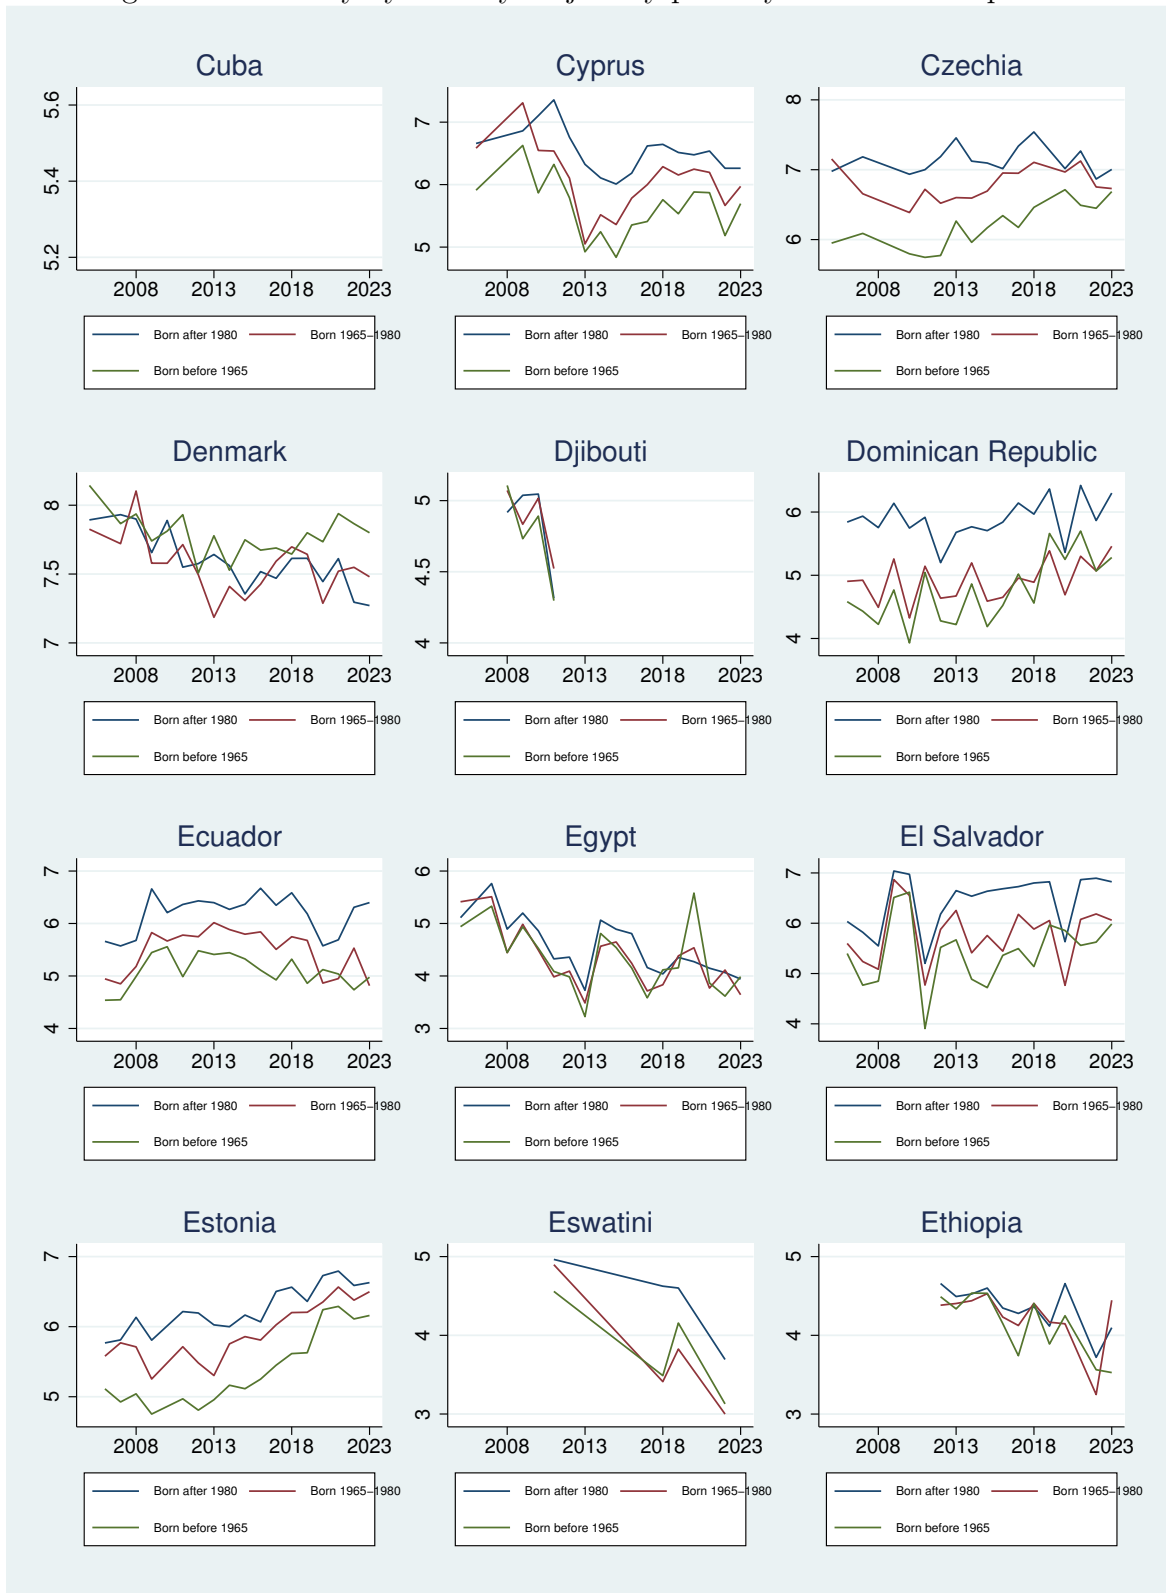 Cuba Cyprus Czechia
5.6
5.4
5.2
2008 2013 2018 2023
7
6
5
2008 2013 2018 2023
8
7
6
2008 2013 2018 2023
Born after 1980 Born 1965–1980
Born before 1965
Born after 1980 Born 1965–1980
Born before 1965
Born after 1980 Born 1965–1980
Born before 1965
Denmark Djibouti Dominican Republic
8
7.5
7
2008 2013 2018 2023
5
4.5
4
2008 2013 2018 2023
6
5
4
2008 2013 2018 2023
Born after 1980 Born 1965–1980
Born before 1965
Born after 1980 Born 1965–1980
Born before 1965
Born after 1980 Born 1965–1980
Born before 1965
Ecuador Egypt El Salvador
7
6
5
4
2008 2013 2018 2023
6
5
4
3
2008 2013 2018 2023
7
6
5
4
2008 2013 2018 2023
Born after 1980 Born 1965–1980
Born before 1965
Born after 1980 Born 1965–1980
Born before 1965
Born after 1980 Born 1965–1980
Born before 1965
Estonia Eswatini Ethiopia
7
6
5
2008 2013 2018 2023
5
4
3
2008 2013 2018 2023
5
4
3
2008 2013 2018 2023
Born after 1980 Born 1965–1980
Born before 1965
Born after 1980 Born 1965–1980
Born before 1965
Born after 1980 Born 1965–1980
Born before 1965